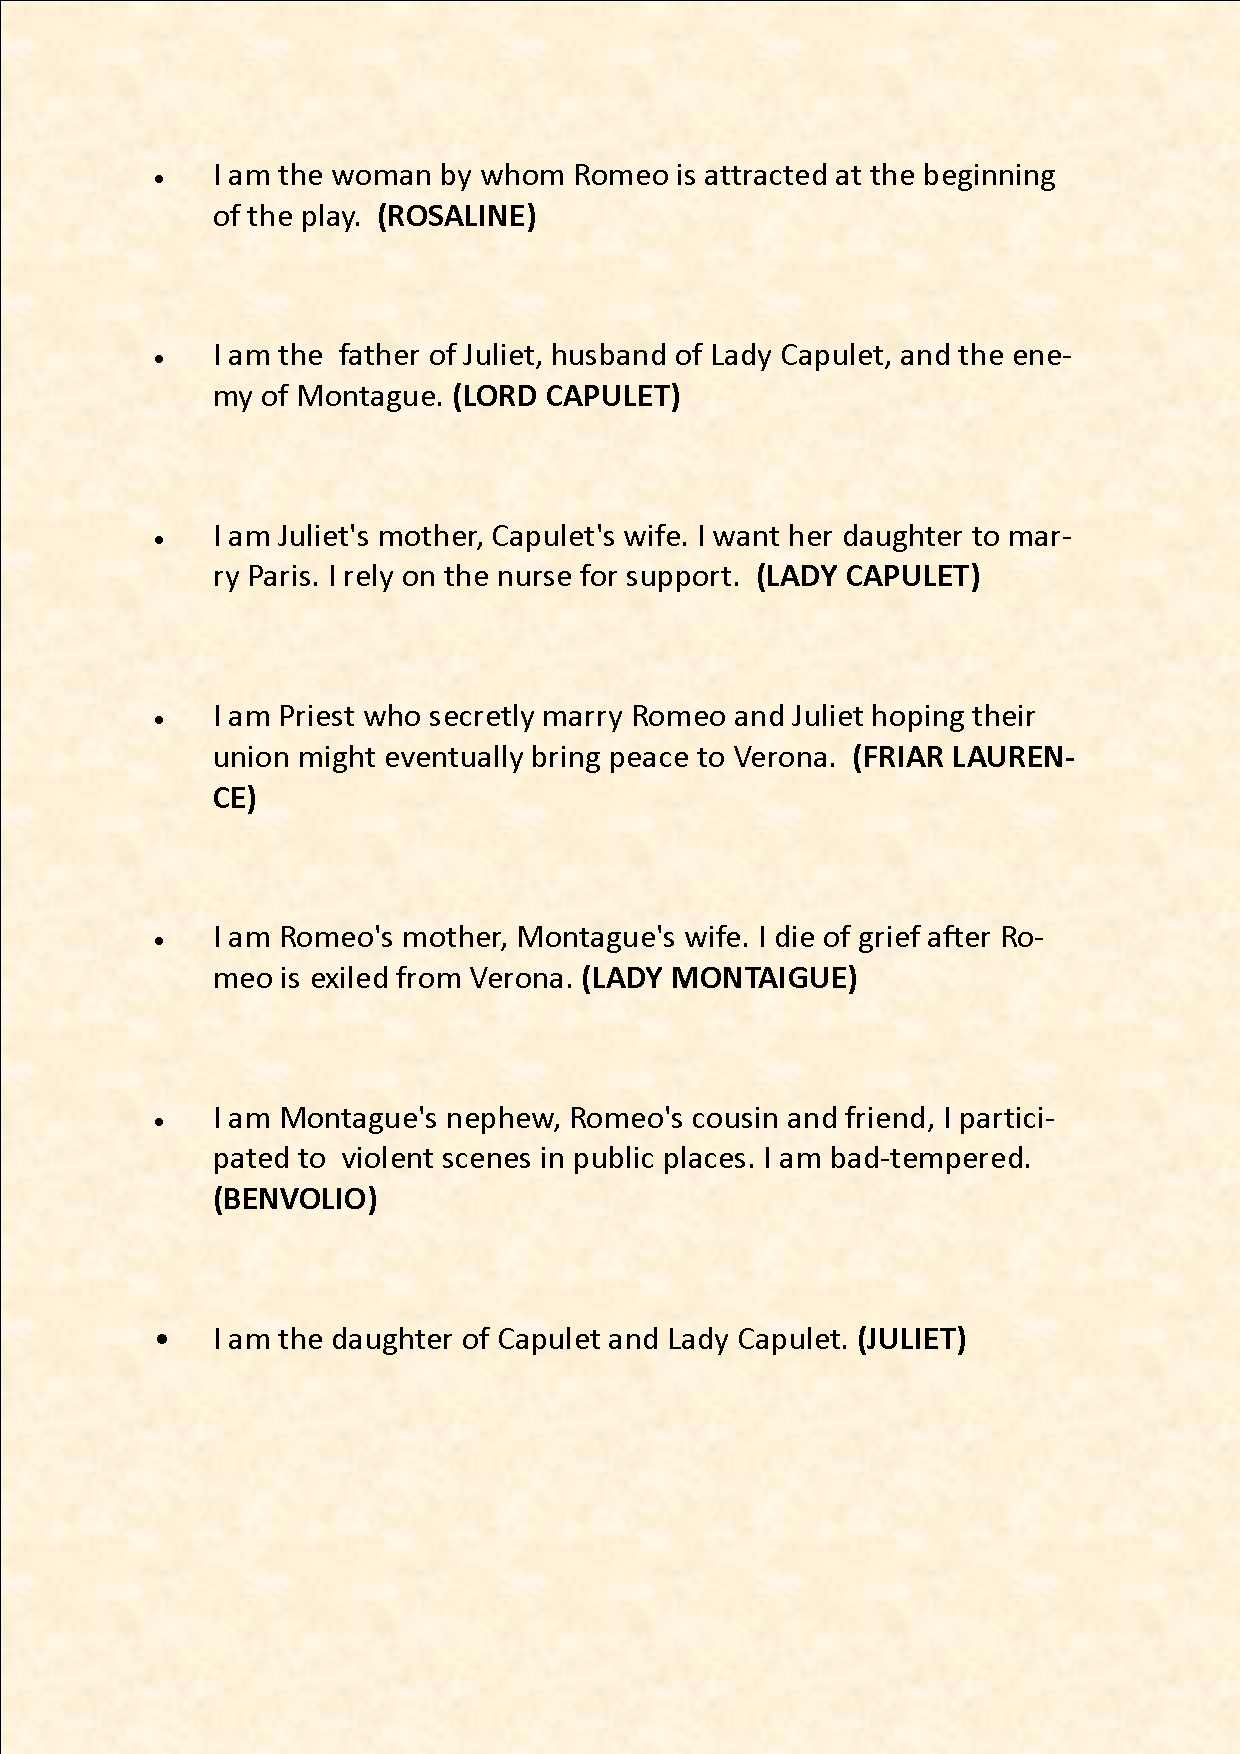 • I am the woman by whom Romeo is attracted at the beginning
of the play.  (ROSALINE)
• I am the  father of Juliet, husband of Lady Capulet, and the ene-
my of Montague. (LORD CAPULET)
• I am Juliet's mother, Capulet's wife. I want her daughter to mar-
ry Paris. I rely on the nurse for support.  (LADY CAPULET)
• I am Priest who secretly marry Romeo and Juliet hoping their
union might eventually bring peace to Verona.  (FRIAR LAUREN-
CE)
• I am Romeo's mother, Montague's wife. I die of grief after Ro-
meo is exiled from Verona. (LADY MONTAIGUE)
• I am Montague's nephew, Romeo's cousin and friend, I partici-
pated to  violent scenes in public places. I am bad-tempered.
(BENVOLIO)
• I am the daughter of Capulet and Lady Capulet. (JULIET)